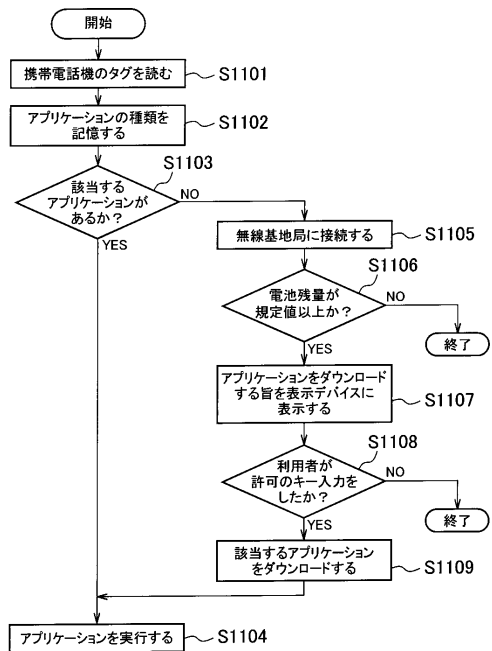 開始
携帯電話機のタグを読む
S1101
アプリケーションの種類を
記憶する
S1102
S1103
該当する
アプリケーションが
あるか？
NO
YES
無線基地局に接続する
S1105
S1106
電池残量が
規定値以上か？
NO
終了
YES
アプリケーションをダウンロード
する旨を表示デバイスに
表示する
S1107
S1108
利用者が
許可のキー入力を
したか？
NO
終了
YES
該当するアプリケーション
をダウンロードする
S1109
アプリケーションを実行する
S1104